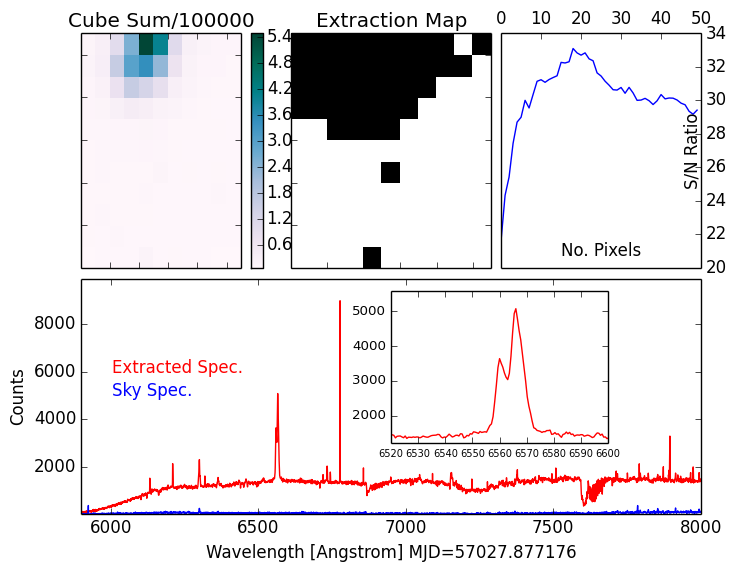 Cube Sum/100000
Extraction Map
0 10 20 30 40 50
5.4
4.8
4.2
3.6
3.0
2.4
1.8
1.2
0.6
34
32
30
28
26
24
22
20
S/N Ratio
No. Pixels
8000
6000
4000
2000
Counts
Extracted Spec.
Sky Spec.
5000
4000
3000
2000
6520 6530 6540 6550 6560 6570 6580 6590 6600
6000 6500 7000 7500 8000
Wavelength [Angstrom] MJD=57027.877176